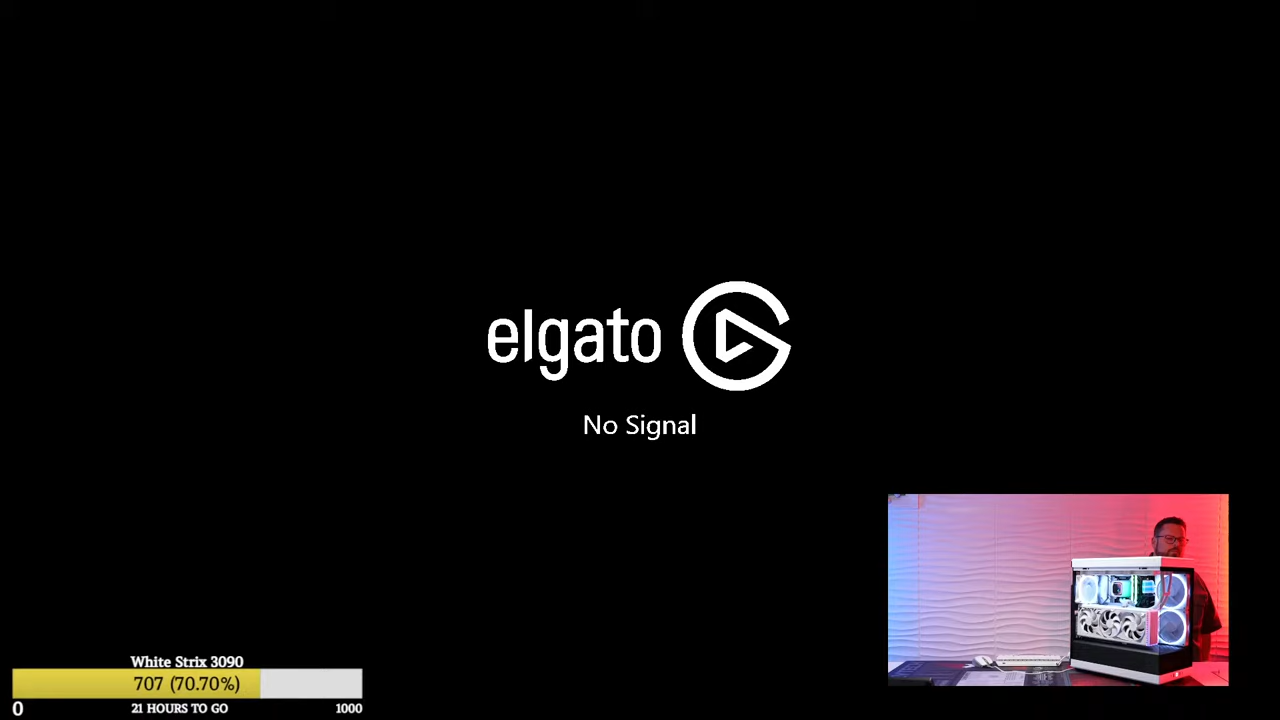 elgato
No Signal
White Strix 3090
707 (70.70%)
0
21 HOURS TO GO
1000